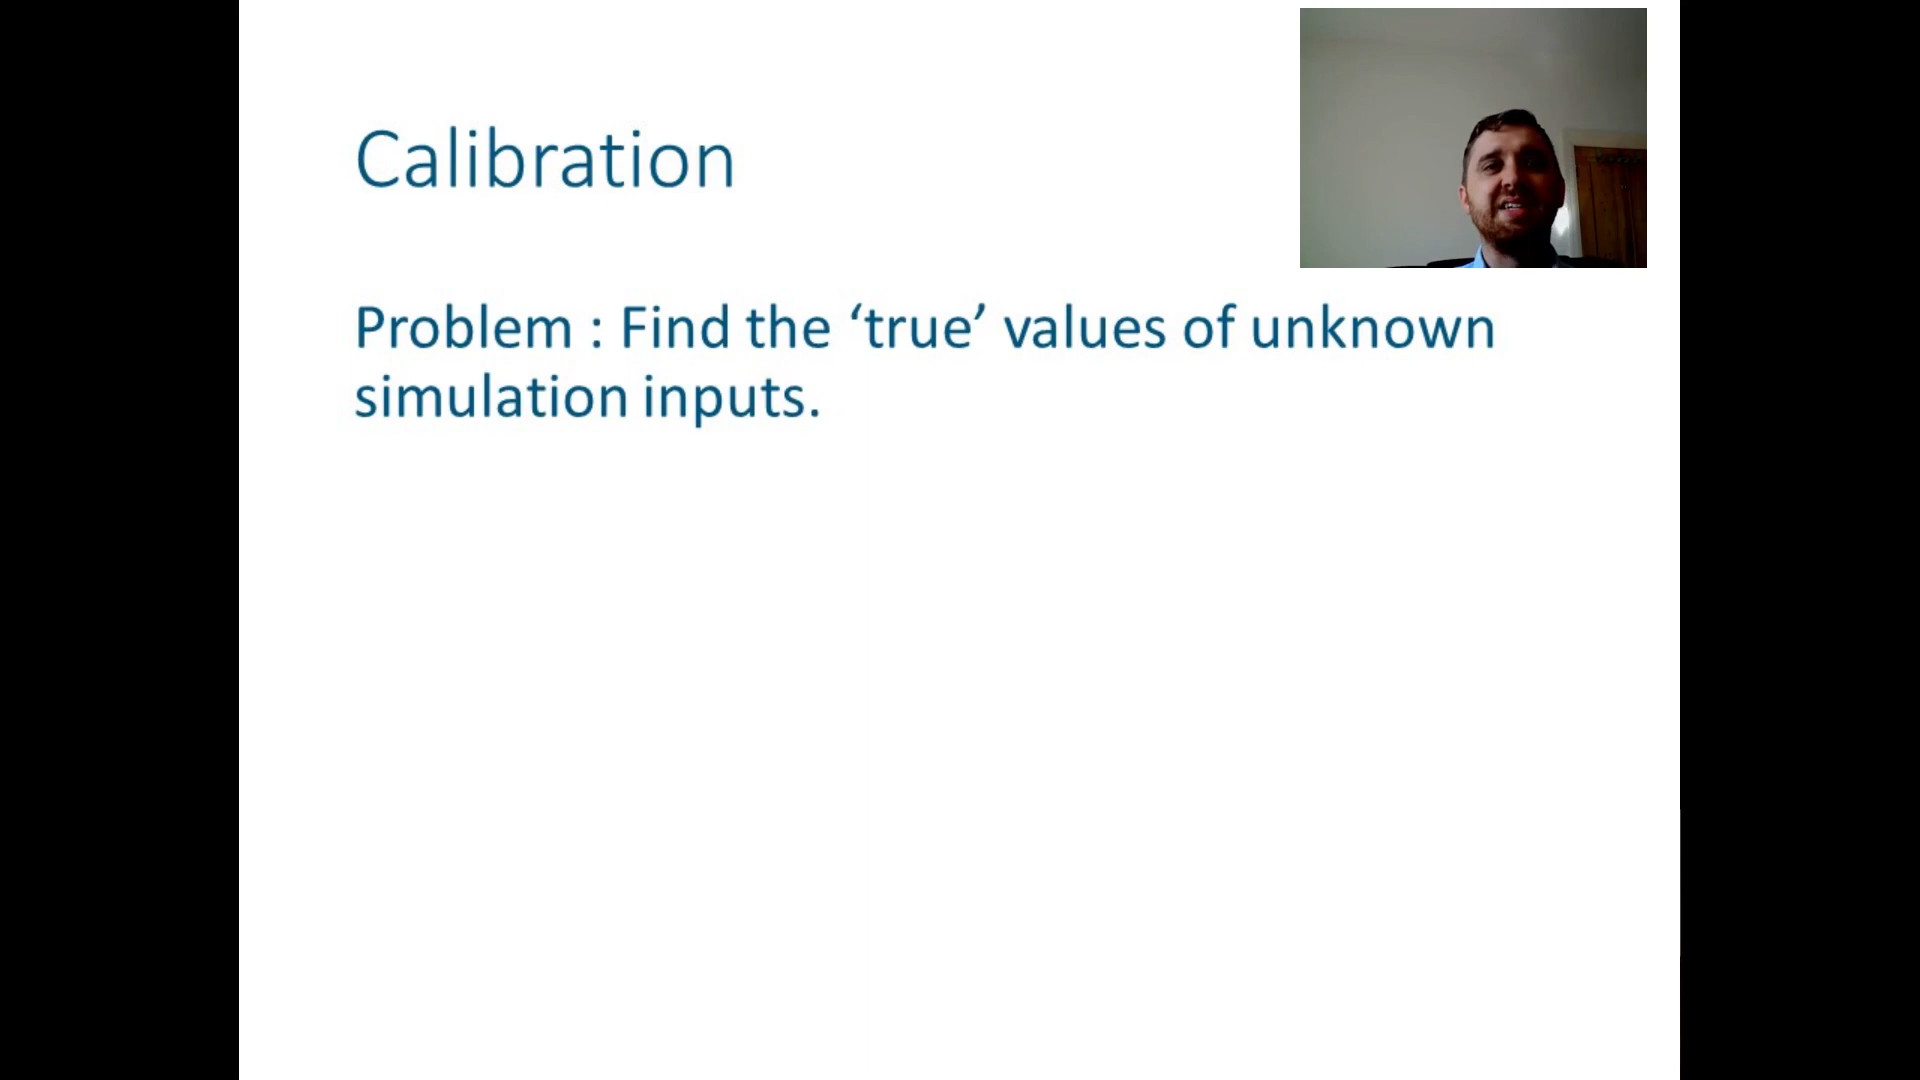 Calibration
Problem : Find the ‘true’ values of unknown
simulation inputs.